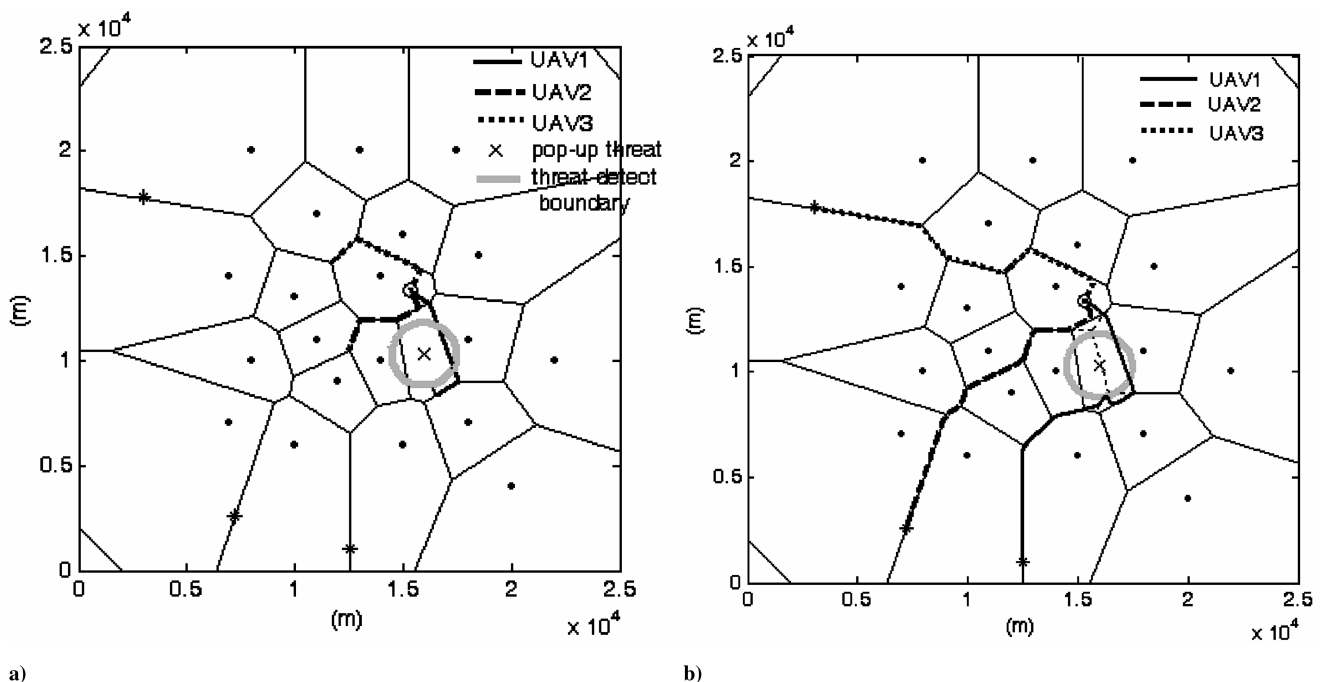 x 10^4
2.5
2
1.5
1
0.5
0
(m)
0
0.5
1
1.5
2
2.5
(m)
x 10^4
UAV1
UAV2
UAV3
pop-up threat
threat detect
boundary
a)
x 10^4
2.5
2
1.5
1
0.5
0
(m)
0
0.5
1
1.5
2
2.5
(m)
x 10^4
UAV1
UAV2
UAV3
b)